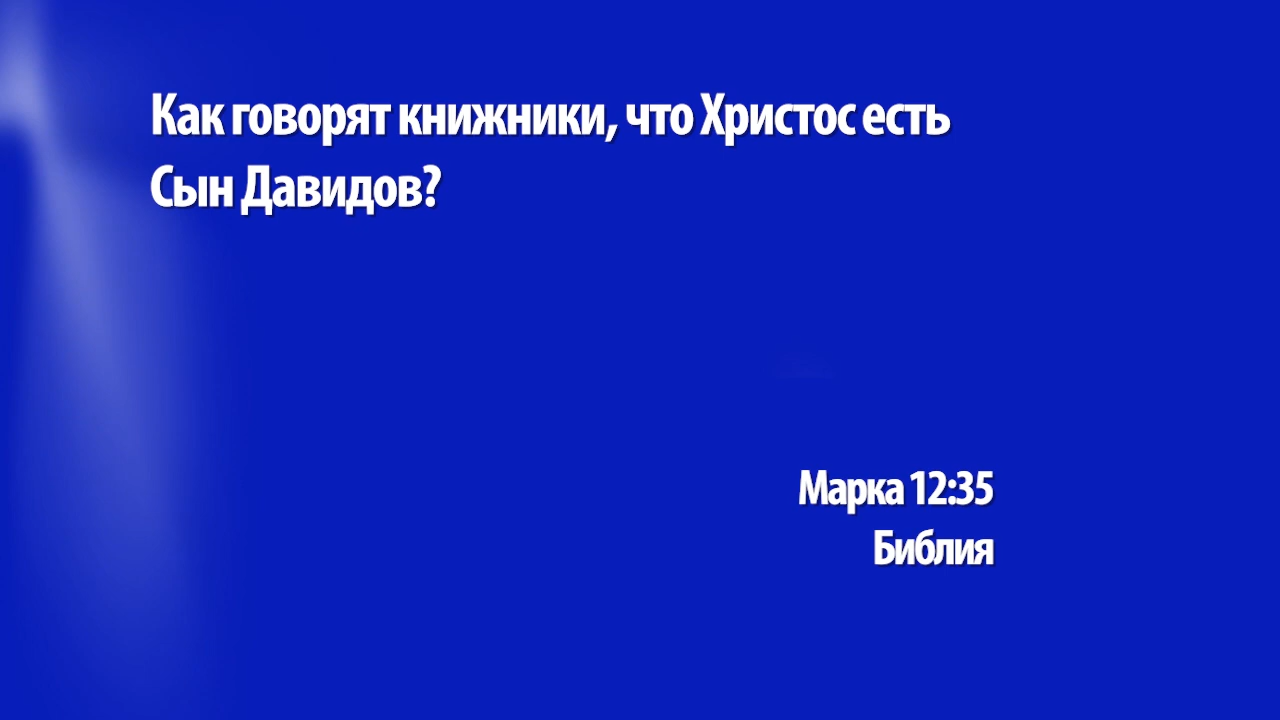 Как говорят книжники, что Христос есть
Сын Давидов?
Марка 12:35
Библия